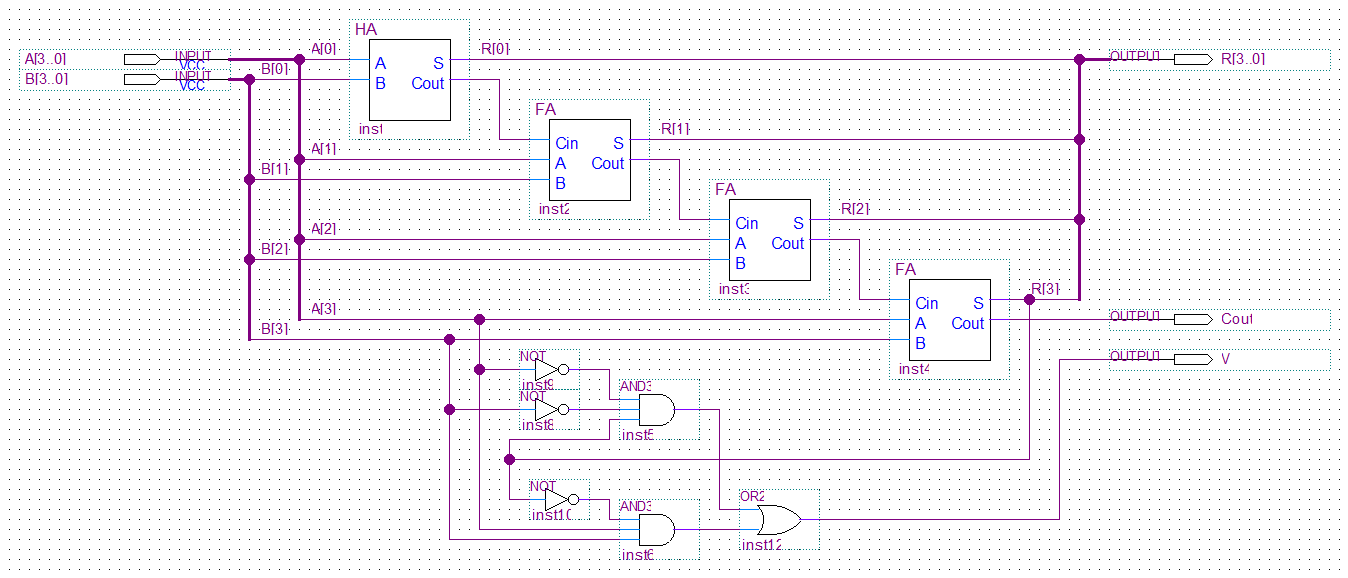 HA
A[3..0] INPUT VCC A[0] A S R[0] OUTPUT R[3..0]
B[3..0] INPUT VCC B[0] B Cout
inst
FA
A[1] Cin S R[1]
A Cout
B[1] B
inst2
FA
A[2] Cin S R[2]
A Cout
B[2] B
inst3
FA
A[3] Cin S R[3]
A Cout OUTPUT Cout
B[3] B
inst4
OUTPUT V
NOT
inst9
NOT
inst8
AND3
inst5
NOT
inst10
AND3
inst6
OR2
inst12